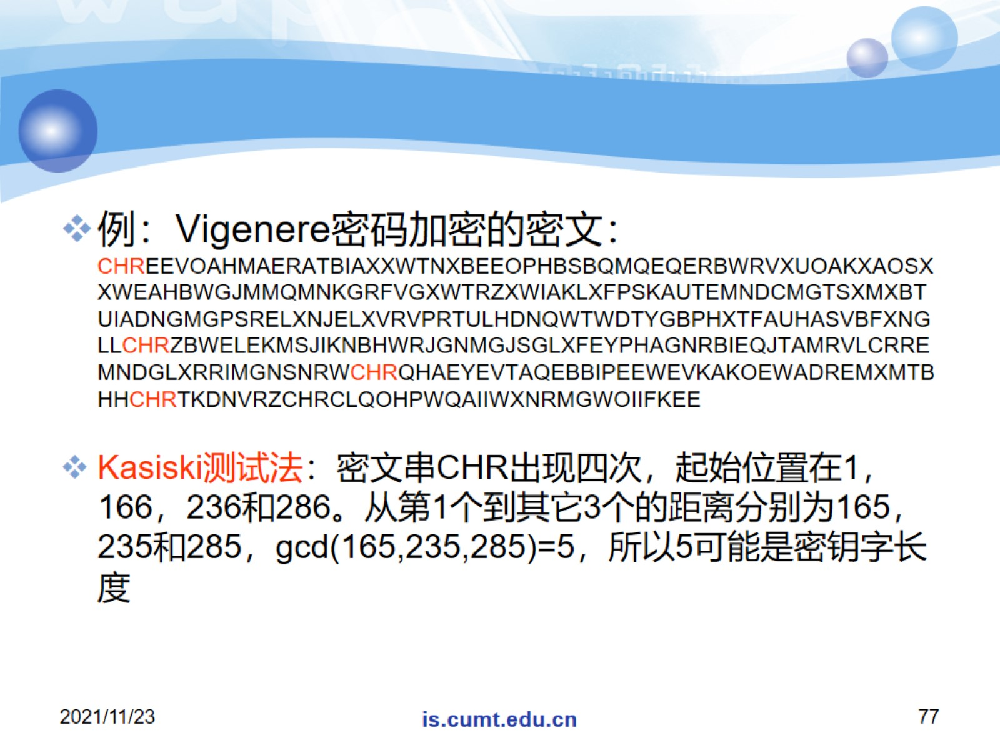 例：Vigenere密码加密的密文：
CHREEVOAHMAERATBIAXXWTNXBEEOPHBSBQMQEQERBWRVXUOAKXAOSX
XWEAHBWGJMMQMNKGRFVGXWTRZXWIAKLXFPSKAUTEMNDCMGTSXMXBT
UIADNGMGPSRELXNJELXVRVPRTULHDNQWTWDTYGBPHXTFAUHASVBFXNG
LLCHRZBWELEKMSJIKNBHWRJGNMGJSGLXFEYPHAGNRBIEQJTAMRVLCRRE
MNDGLXRRIMGNSNRWCHRQHAEYEVTAQEBBIPEEWEVKAKOEWADREMXMTB
HHCHRTKDNVRZCHRCLQOHPWQAIIWXNRMGWOIIFKEE
Kasiski测试法：密文串CHR出现四次，起始位置在1，
166，236和286。从第1个到其它3个的距离分别为165，
235和285，gcd(165,235,285)=5，所以5可能是密钥字长
度
2021/11/23
is.cumt.edu.cn
77